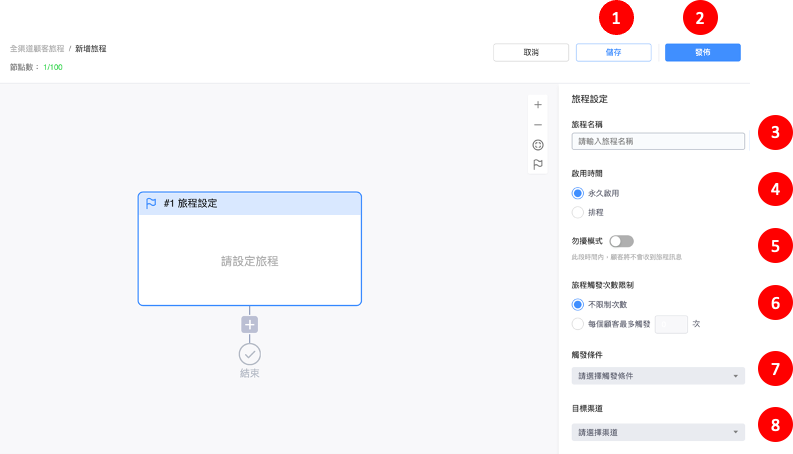 1
2
全渠道顧客旅程 / 新增旅程
取消
儲存
發佈
節點數： 1/100
旅程設定
旅程名稱
請輸入旅程名稱
3
啟用時間
永久啟用
4
排程
#1 旅程設定
請設定旅程
勿擾模式
5
此段時間內，顧客將不會收到旅程訊息
旅程觸發次數限制
不限制次數
6
每個顧客最多觸發 次
結束
觸發條件
請選擇觸發條件
7
目標渠道
請選擇渠道
8